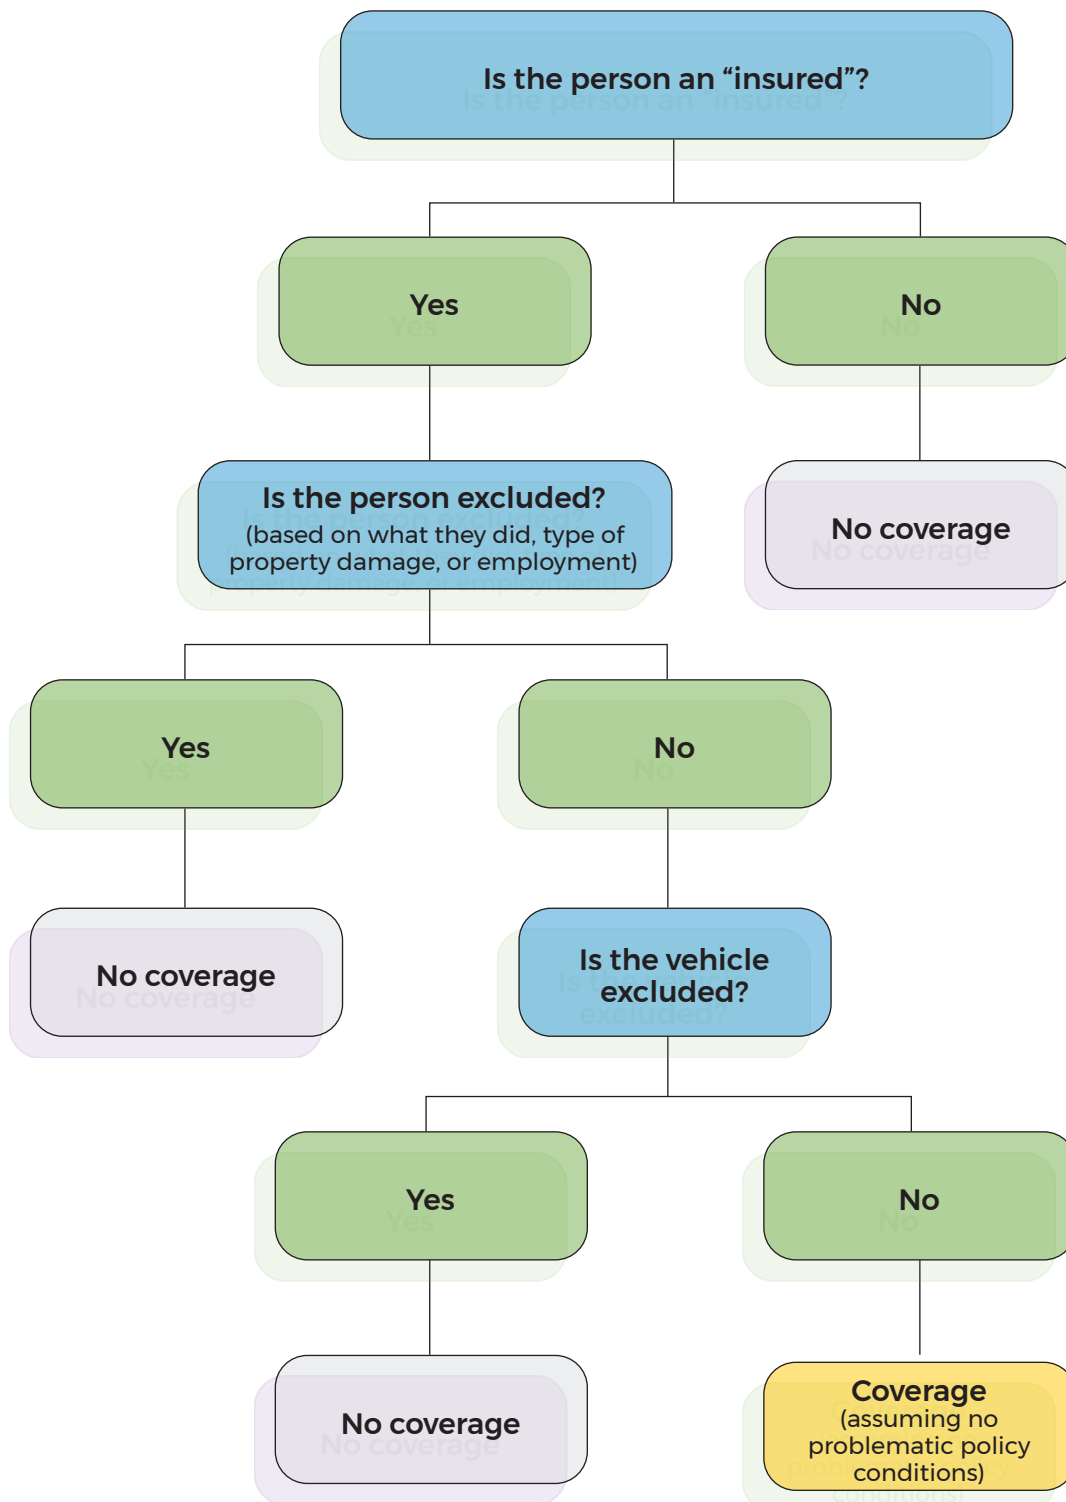 Is the person an “insured”?
Yes
No
Is the person excluded?
(based on what they did, type of
property damage, or employment)
No coverage
Yes
No
No coverage
Is the vehicle
excluded?
Yes
No
No coverage
Coverage
(assuming no
problematic policy
conditions)